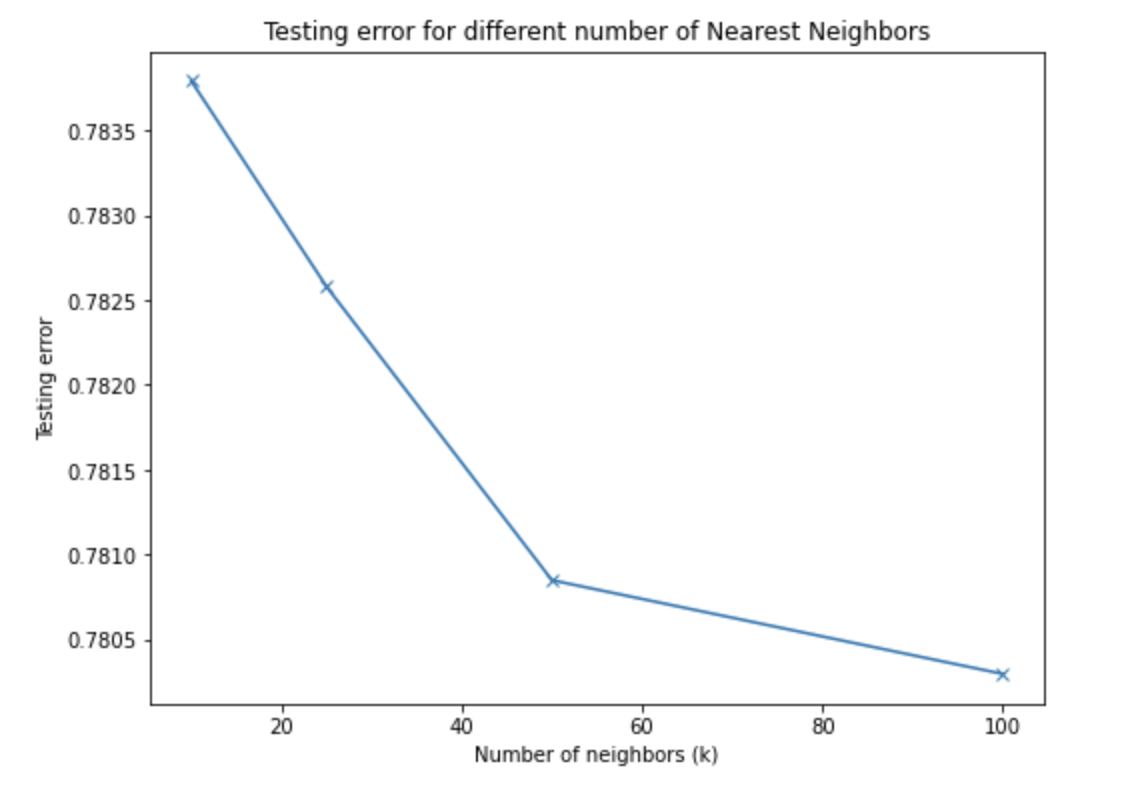 Testing error for different number of Nearest Neighbors
0.7835
0.7830
0.7825
0.7820
0.7815
0.7810
0.7805
Testing error
20 40 60 80 100
Number of neighbors (k)